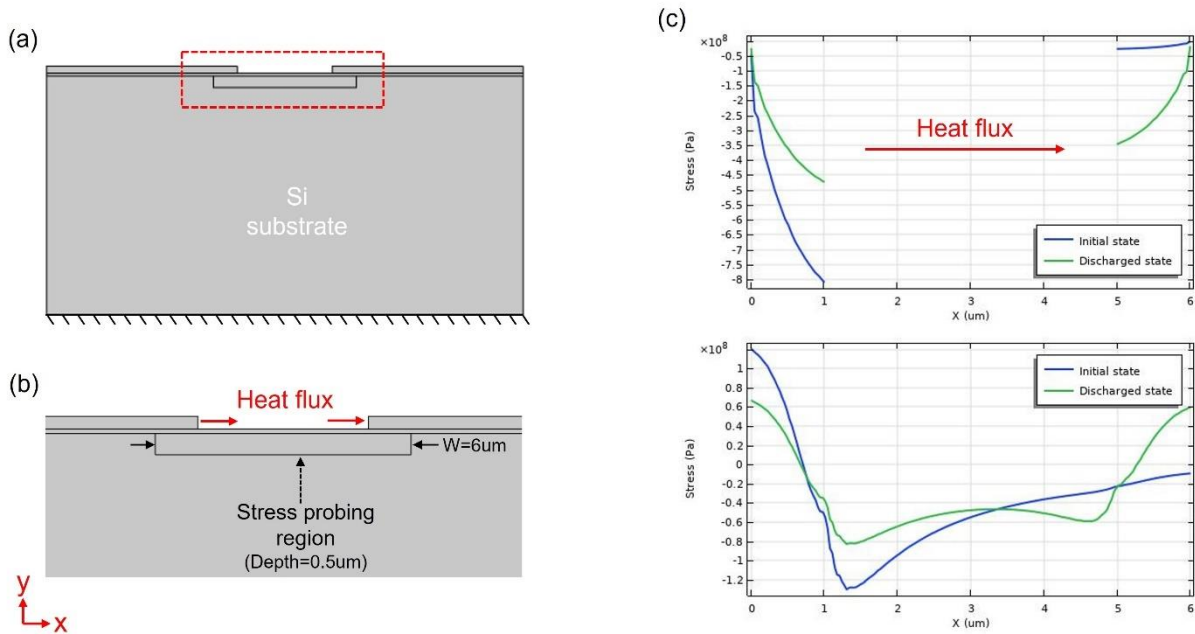 (a)
Si
substrate
(b)
Heat flux
W=6um
Stress probing
region
(Depth=0.5um)
y
x
(c)
×10⁸
-0.5
-1
-1.5
-2
-2.5
-3
-3.5
-4
-4.5
-5
-5.5
-6
-6.5
-7
-7.5
-8
Stress (Pa)
Heat flux
Initial state
Discharged state
0 1 2 3 4 5 6
X (um)
×10⁸
1
0.8
0.6
0.4
0.2
0
-0.2
-0.4
-0.6
-0.8
-1
-1.2
Stress (Pa)
Initial state
Discharged state
0 1 2 3 4 5 6
X (um)